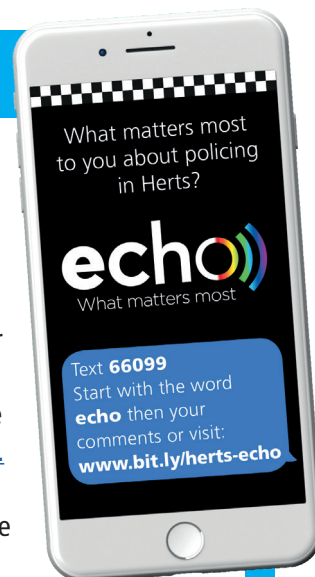 What matters most
to you about policing
in Herts?
echo
What matters most
Text 66099
Start with the word
echo then your
comments or visit:
www.bit.ly/herts-echo